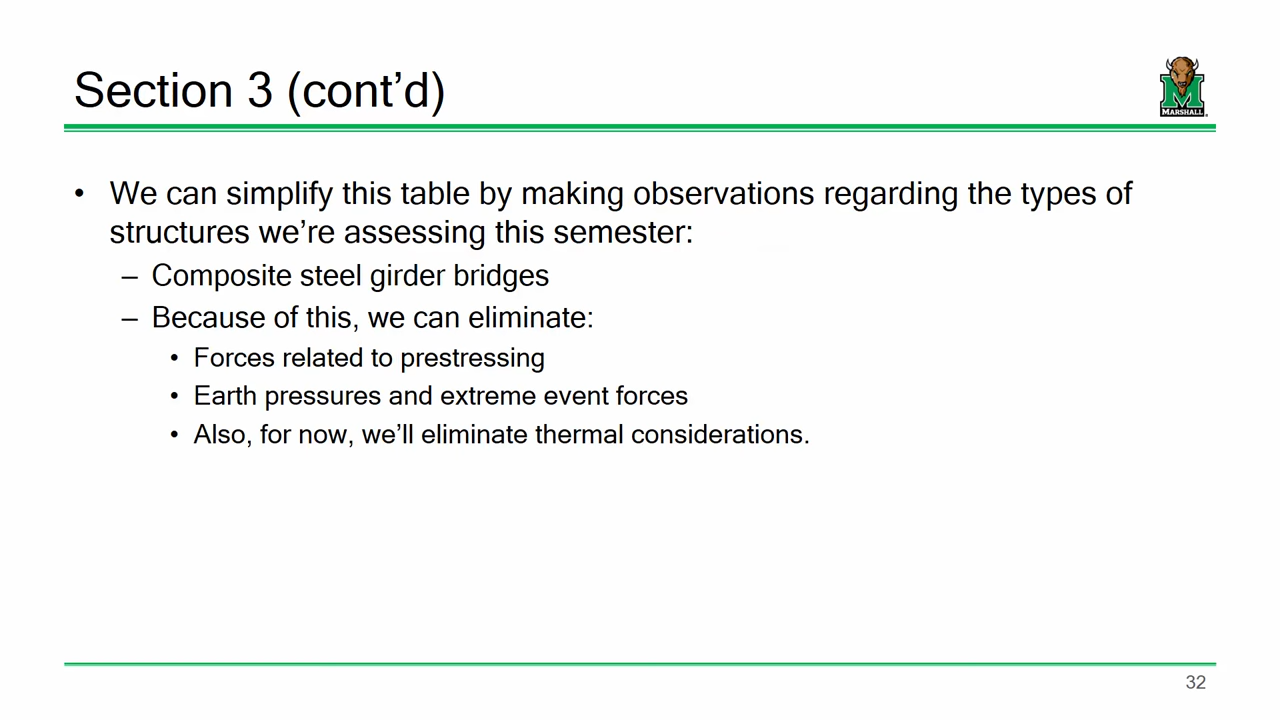 Section 3 (cont’d)
MARSHALL
• We can simplify this table by making observations regarding the types of
structures we’re assessing this semester:
– Composite steel girder bridges
– Because of this, we can eliminate:
• Forces related to prestressing
• Earth pressures and extreme event forces
• Also, for now, we’ll eliminate thermal considerations.
32